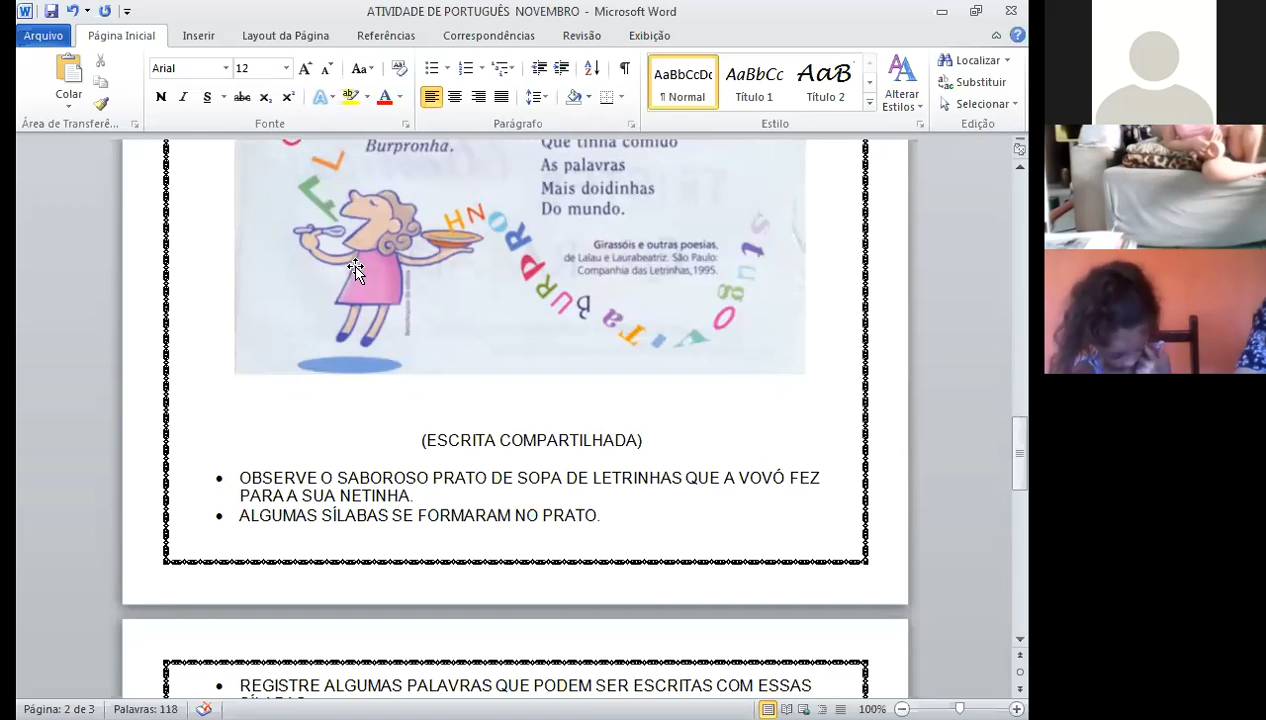 ATIVIDADE DE PORTUGUÊS NOVEMBRO - Microsoft Word
Arquivo
Página Inicial
Inserir
Layout da Página
Referências
Correspondências
Revisão
Exibição
Colar
Arial
12
Aa
N I S abc x₂ x²
AaBbCcDc
AaBbCc
AaB
¶ Normal
Título 1
Título 2
Alterar
Estilos
Localizar
Substituir
Selecionar
Área de Transferê...
Fonte
Parágrafo
Estilo
Edição
Burpronha.
Que tinha comido
As palavras
Mais doidinhas
Do mundo.
Girassóis e outras poesias,
de Lalau e Laurabeatriz. São Paulo:
Companhia das Letrinhas, 1995.
(ESCRITA COMPARTILHADA)
• OBSERVE O SABOROSO PRATO DE SOPA DE LETRINHAS QUE A VOVÓ FEZ
PARA A SUA NETINHA.
• ALGUMAS SÍLABAS SE FORMARAM NO PRATO.
• REGISTRE ALGUMAS PALAVRAS QUE PODEM SER ESCRITAS COM ESSAS
Página: 2 de 3
Palavras: 118
100%